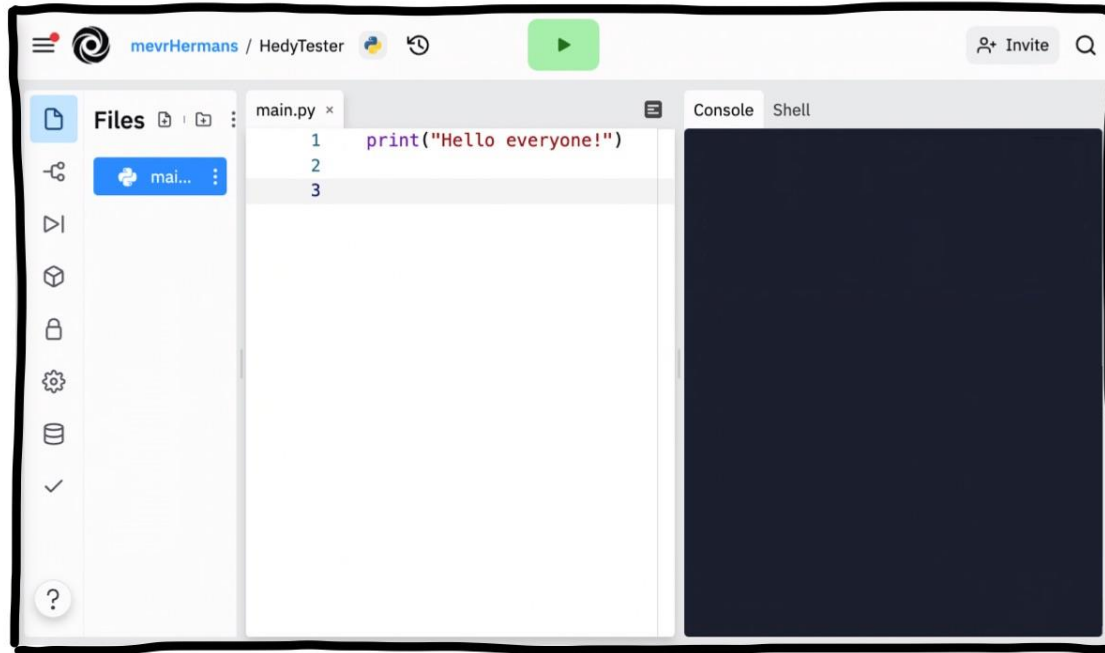 mevrHermans / HedyTester
Invite
Files
mai...
main.py ×
1 print("Hello everyone!")
2
3
Console Shell
?